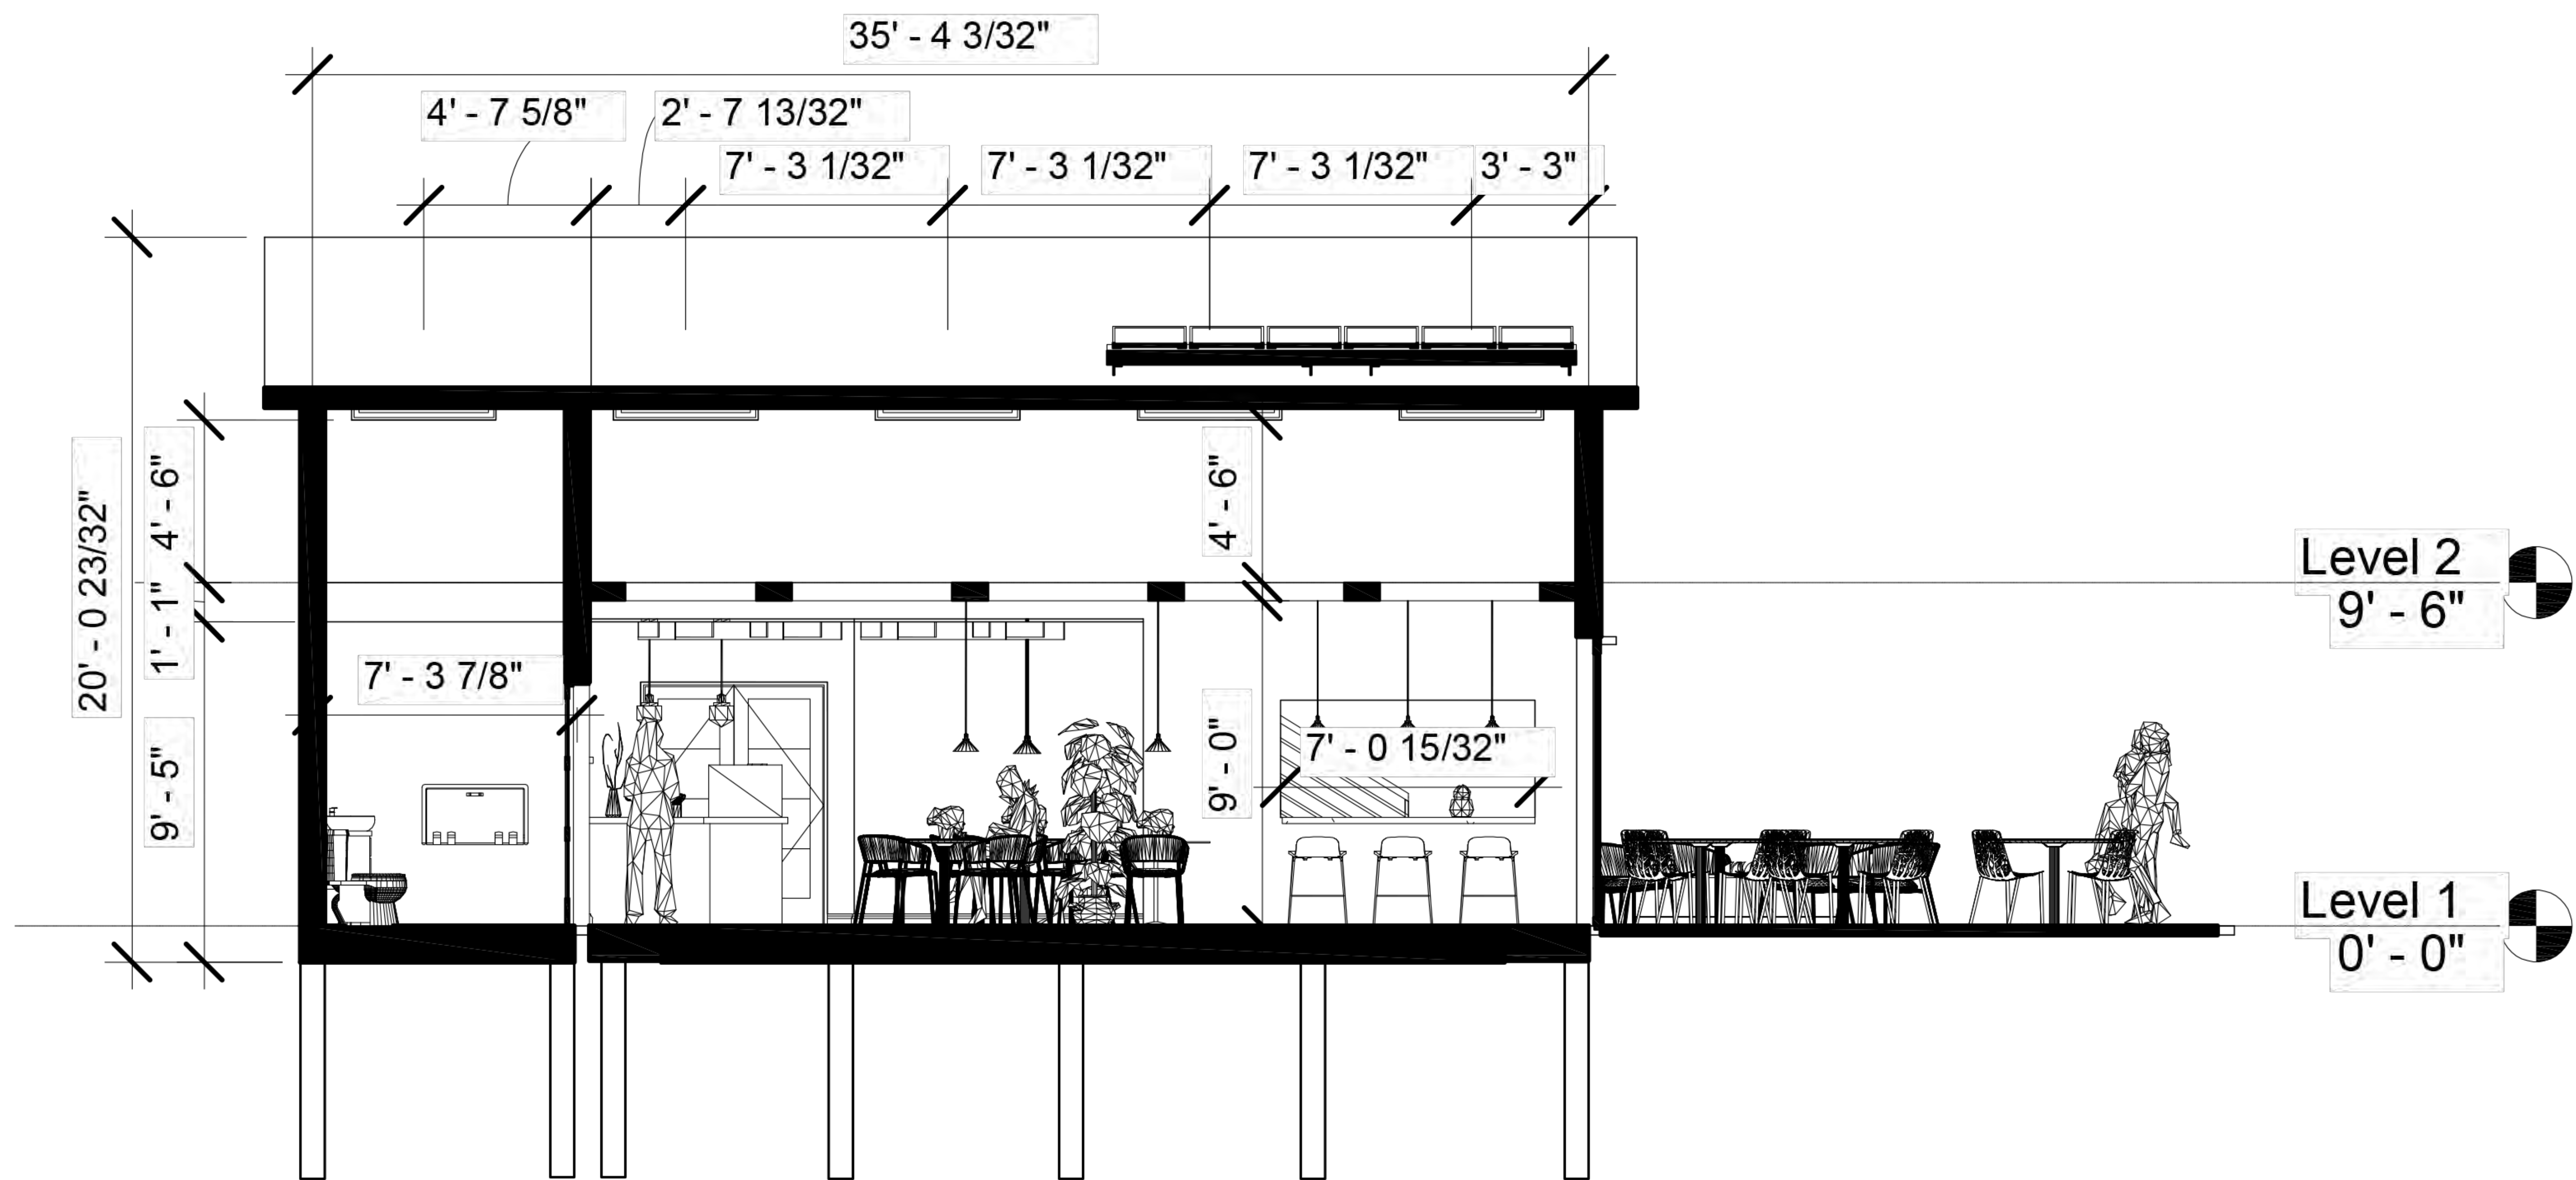 35' - 4 3/32"
4' - 7 5/8"
2' - 7 13/32"
7' - 3 1/32"
7' - 3 1/32"
7' - 3 1/32"
3' - 3"
20' - 0 23/32"
4' - 6"
1' - 1"
9' - 5"
4' - 6"
9' - 0"
7' - 3 7/8"
7' - 0 15/32"
Level 2
9' - 6"
Level 1
0' - 0"